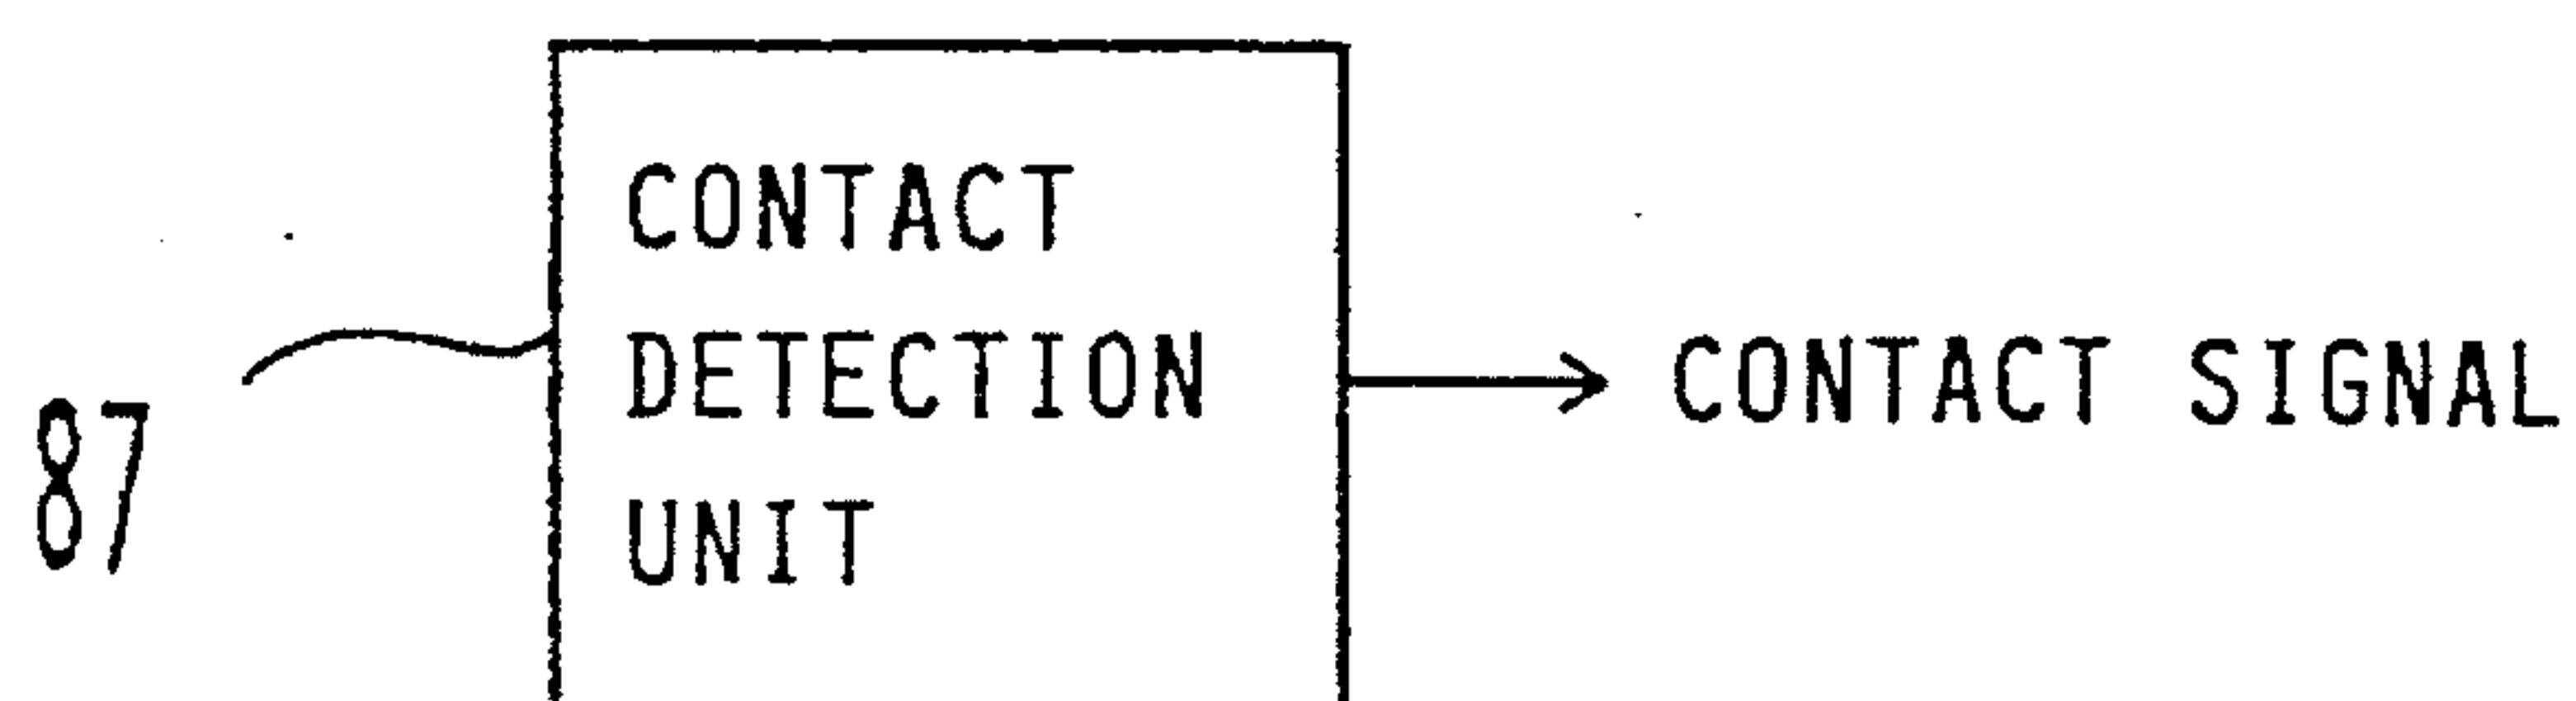 CONTACT
DETECTION
UNIT
CONTACT SIGNAL
87